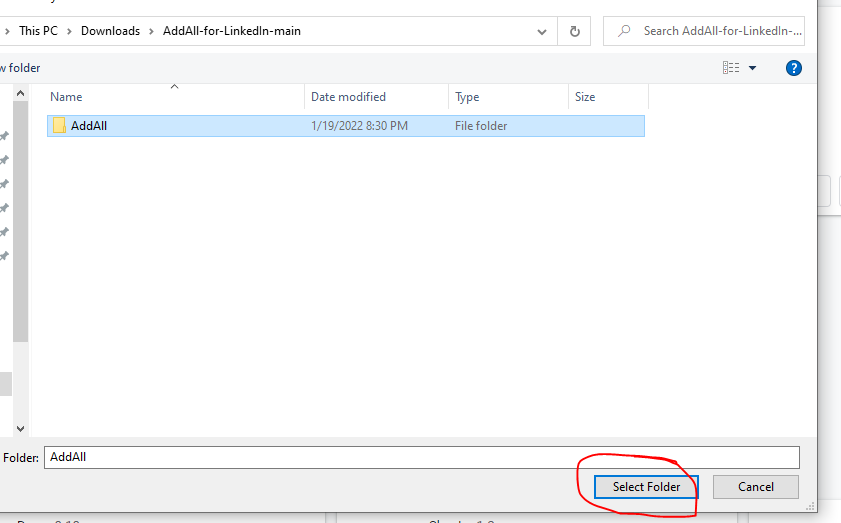 This PC > Downloads > AddAll-for-LinkedIn-main
Search AddAll-for-LinkedIn-...
w folder
Name Date modified Type Size
AddAll 1/19/2022 8:30 PM File folder
Folder: AddAll
Select Folder Cancel